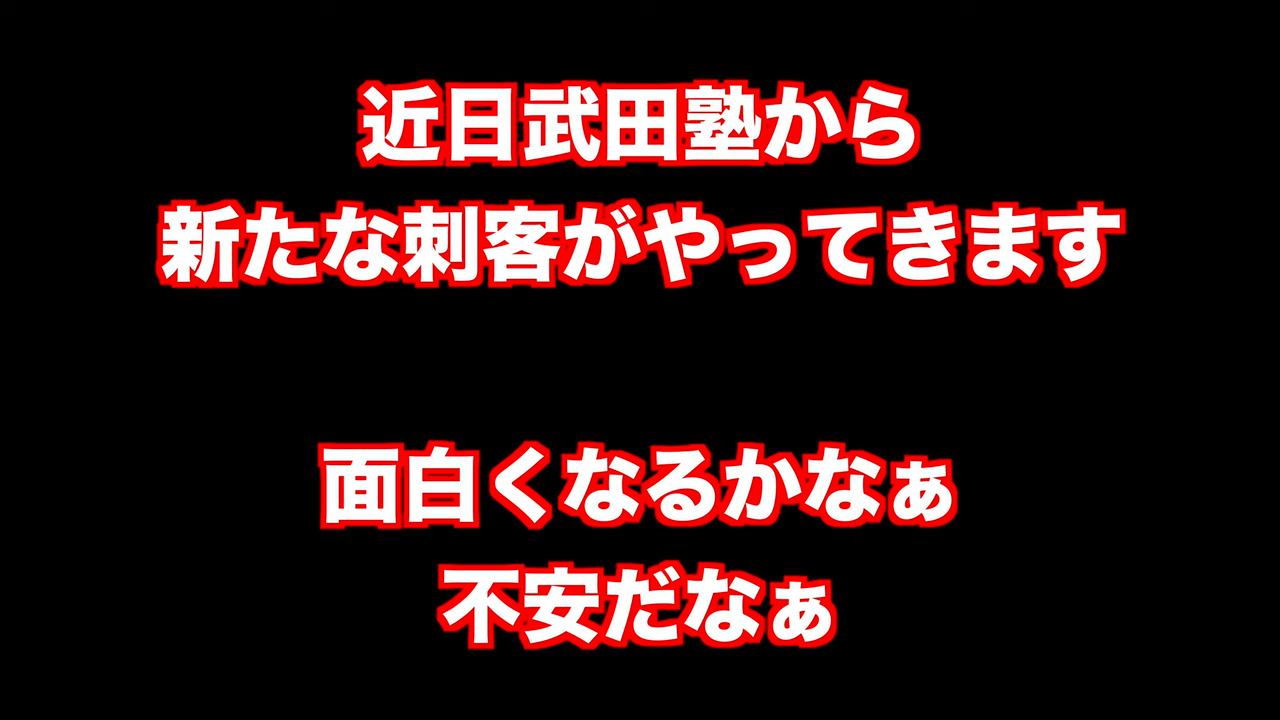 近日武田塾から
新たな刺客がやってきます
面白くなるかなぁ
不安だなぁ